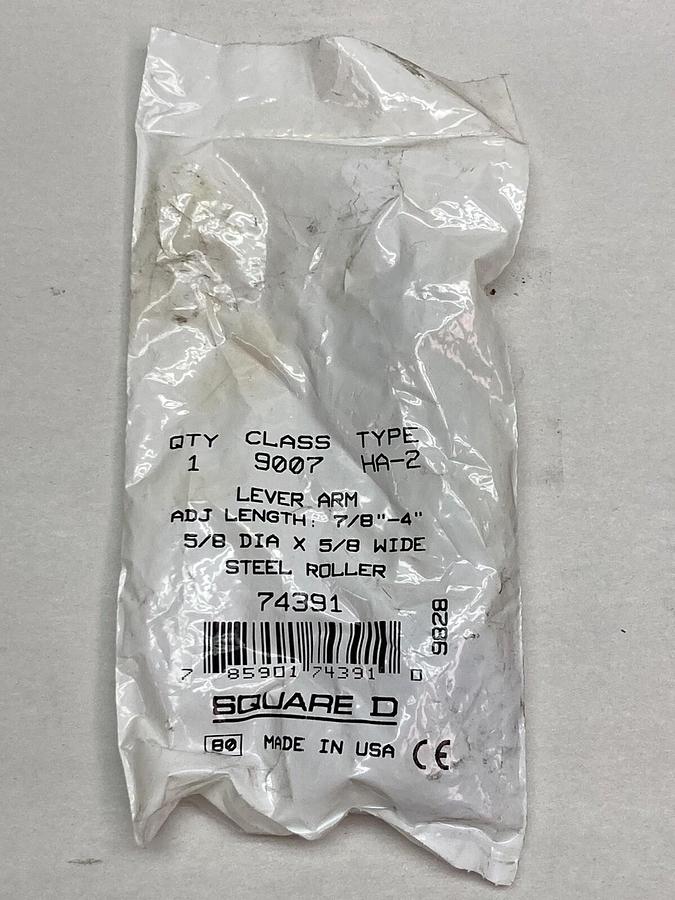 QTY CLASS TYPE
1 9007 HA-2
LEVER ARM
ADJ LENGTH: 7/8"-4"
5/8 DIA X 5/8 WIDE
STEEL ROLLER
74391
9828
7 85901 74391 0
SQUARE D
80 MADE IN USA CE